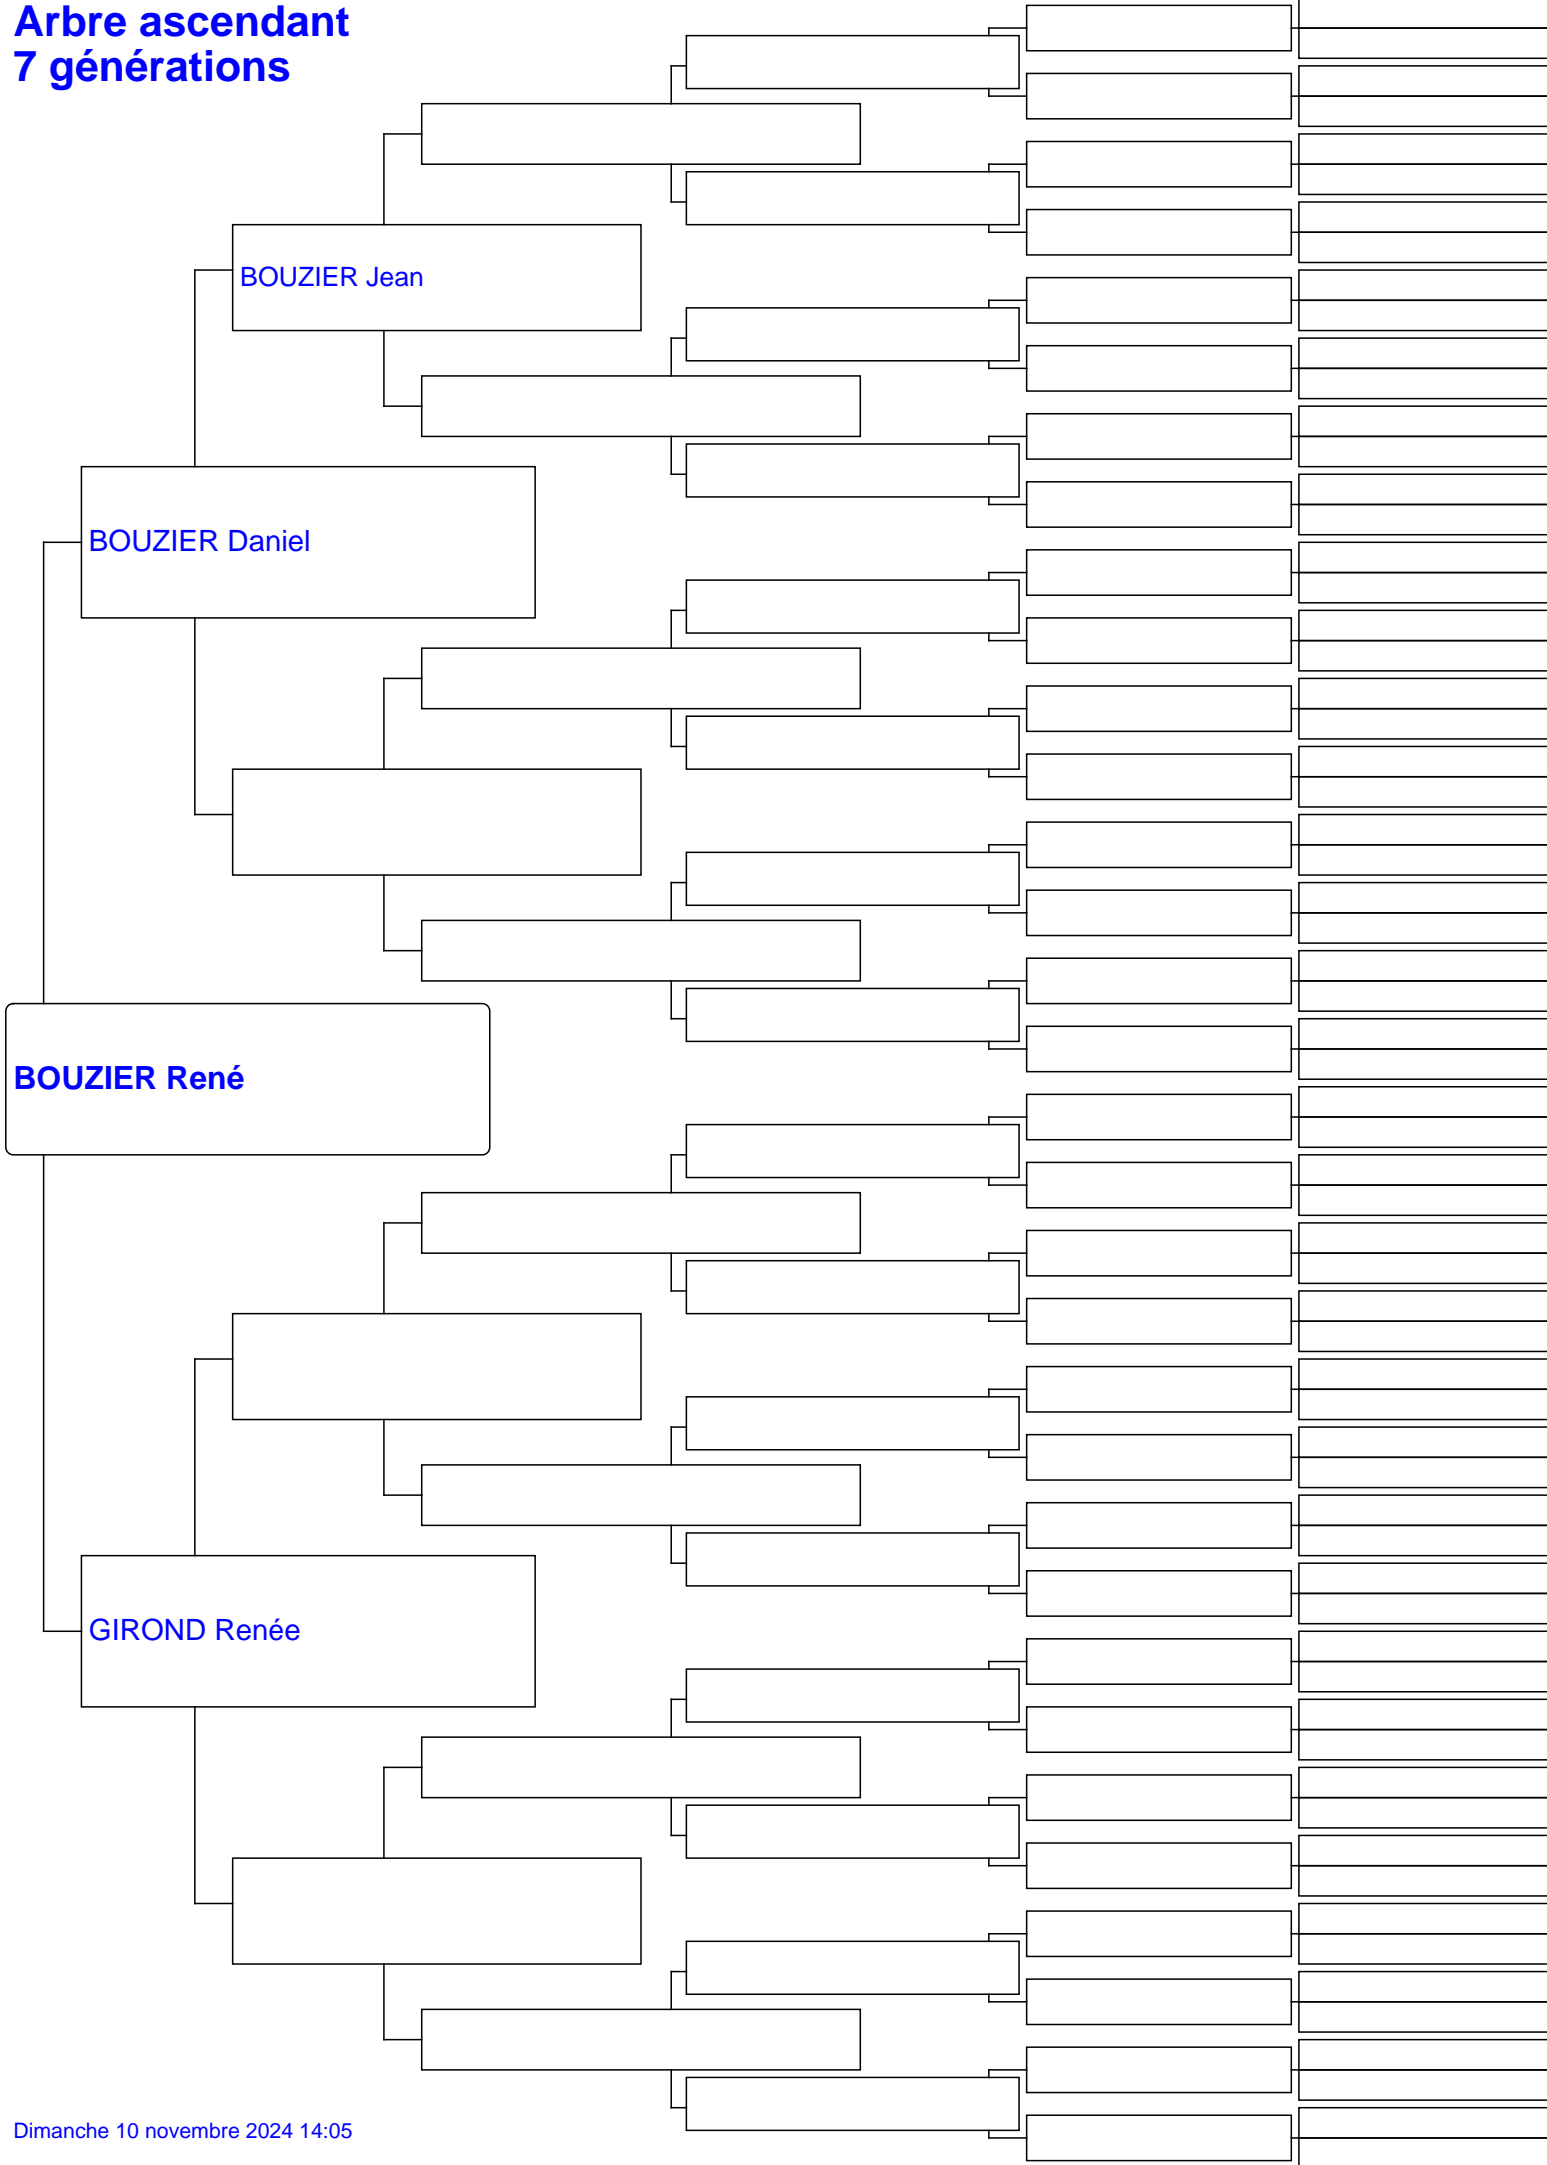 Arbre ascendant
7 générations
BOUZIER Jean
BOUZIER Daniel
BOUZIER René
GIROND Renée
Dimanche 10 novembre 2024 14:05